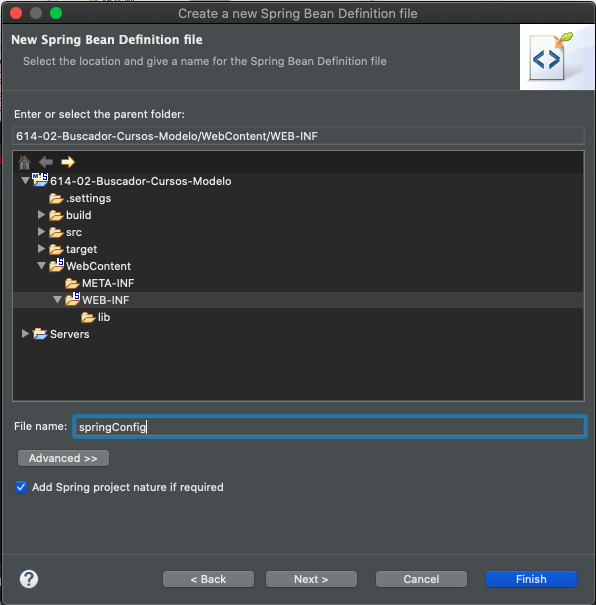 Create a new Spring Bean Definition file
New Spring Bean Definition file
Select the location and give a name for the Spring Bean Definition file
Enter or select the parent folder:
614-02-Buscador-Cursos-Modelo/WebContent/WEB-INF
614-02-Buscador-Cursos-Modelo
.settings
build
src
target
WebContent
META-INF
WEB-INF
lib
Servers
File name: springConfig
Advanced >>
Add Spring project nature if required
? < Back Next > Cancel Finish